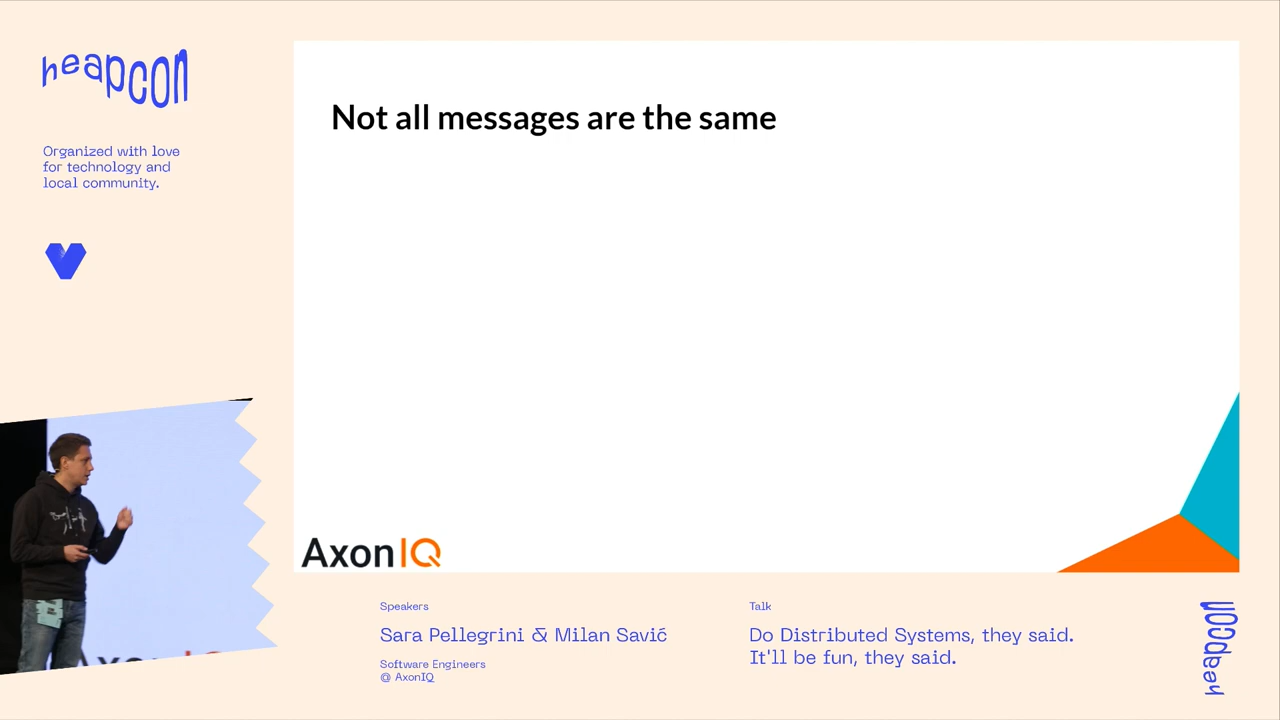 heapcon
Organized with love
for technology and
local community.
Not all messages are the same
AxonIQ
Speakers
Sara Pellegrini & Milan Savić
Software Engineers
@ AxonIQ
Talk
Do Distributed Systems, they said.
It'll be fun, they said.
heapcon